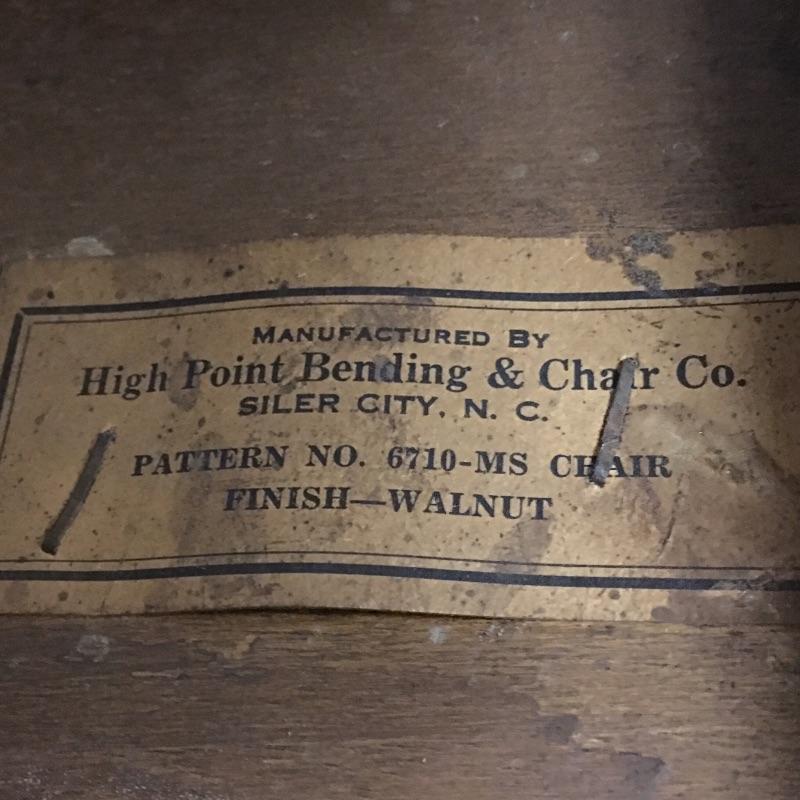 MANUFACTURED BY
High Point Bending & Chair Co.
SILER CITY, N. C.
PATTERN NO. 6710-MS CHAIR
FINISH—WALNUT